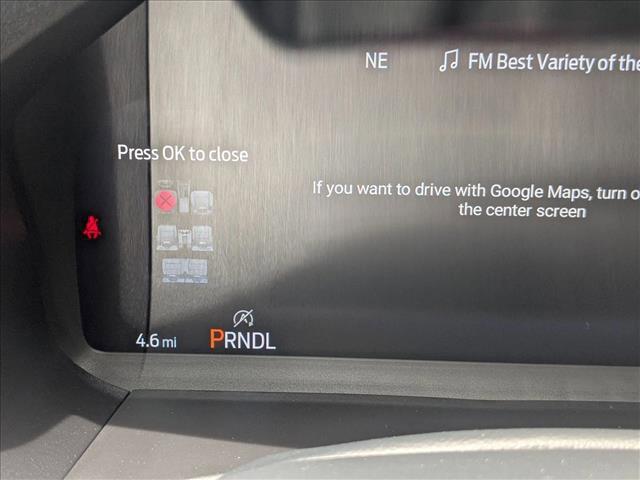 NE
FM Best Variety of the
Press OK to close
If you want to drive with Google Maps, turn
the center screen
4.6 mi
PRNDL